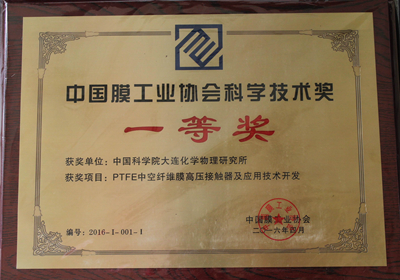 中国膜工业协会科学技术奖
一等奖
获奖单位：中国科学院大连化学物理研究所
获奖项目：PTFE中空纤维膜高压接触器及应用技术开发
中国膜工业协会
编号：2016-I-001-1
二〇一六年四月